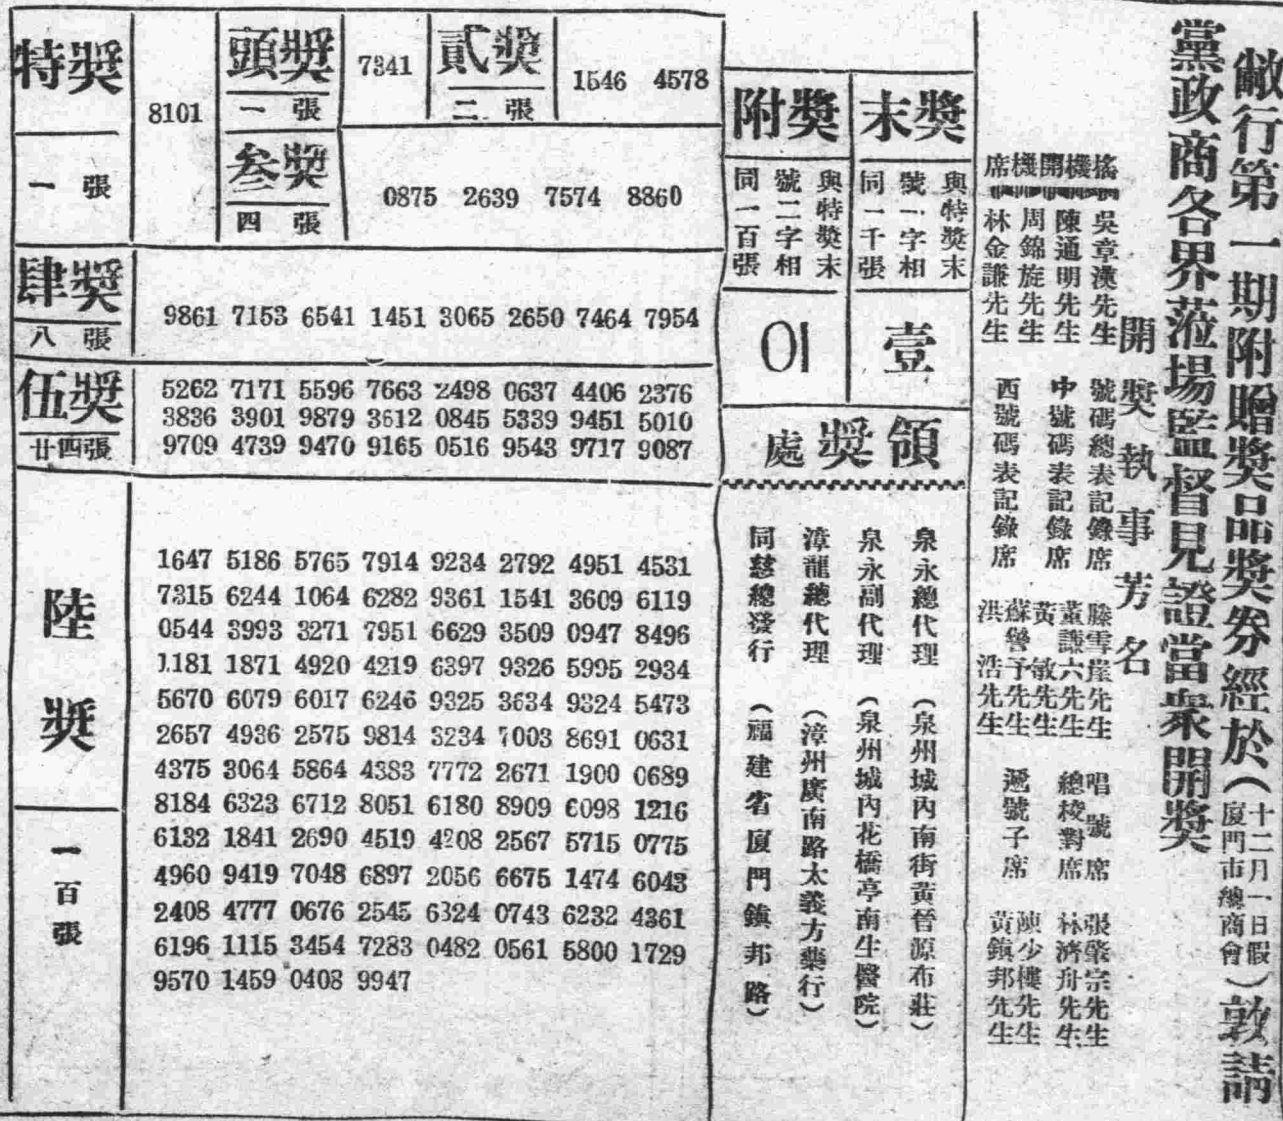 敝行第一期附贈獎品獎券經於（十二月一日假廈門市總商會）敦請
黨政商各界蒞場監督見證當衆開獎
開獎執事芳名
搖機席 吳章漢先生
陳通明先生
開機席 周錦旋先生
林金謙先生
號碼總表記錄席 滕雪崖先生
中號碼表記錄席 董謙六先生
黃敏先生
西號碼表記錄席 蘇警予先生
洪浩先生
唱號席 張肇宗先生
總校對席 林濟舟先生
遞號子席 陳少樓先生
黃鎮邦先生
末獎
與特獎末
號一字相
同一千張
壹
附獎
與特獎末
號二字相
同一百張
01
領獎處
泉永總代理（泉州城內南街黃晉源布莊）
泉永副代理（泉州城內花橋亭南生醫院）
漳龍總代理（漳州廣南路太義方藥行）
同慈總發行（福建省廈門鎮邦路）
特獎
一張
8101
頭獎
一張
7341
貳獎
二張
1546 4578
叁獎
四張
0875 2639 7574 8860
肆獎
八張
9861 7153 6541 1451 3065 2650 7464 7954
伍獎
廿四張
5262 7171 5596 7663 2498 0637 4406 2376
3836 3901 9879 3612 0845 5339 9451 5010
9709 4739 9470 9165 0516 9543 9717 9087
陸獎
一百張
1647 5186 5765 7914 9234 2792 4951 4531
7315 6244 1064 6282 9361 1541 3609 6119
0544 3993 3271 7951 6629 3509 0947 8496
1181 1871 4920 4219 6397 9326 5995 2934
5670 6079 6017 6246 9325 3634 9324 5473
2657 4936 2575 9814 3234 7003 8691 0631
4375 3064 5864 4383 7772 2671 1900 0689
8184 6323 6712 8051 6180 8909 6098 1216
6132 1841 2690 4519 4208 2567 5715 0775
4960 9419 7048 6897 2056 6675 1474 6043
2408 4777 0676 2545 6324 0743 6232 4361
6196 1115 3454 7283 0482 0561 5800 1729
9570 1459 0408 9947